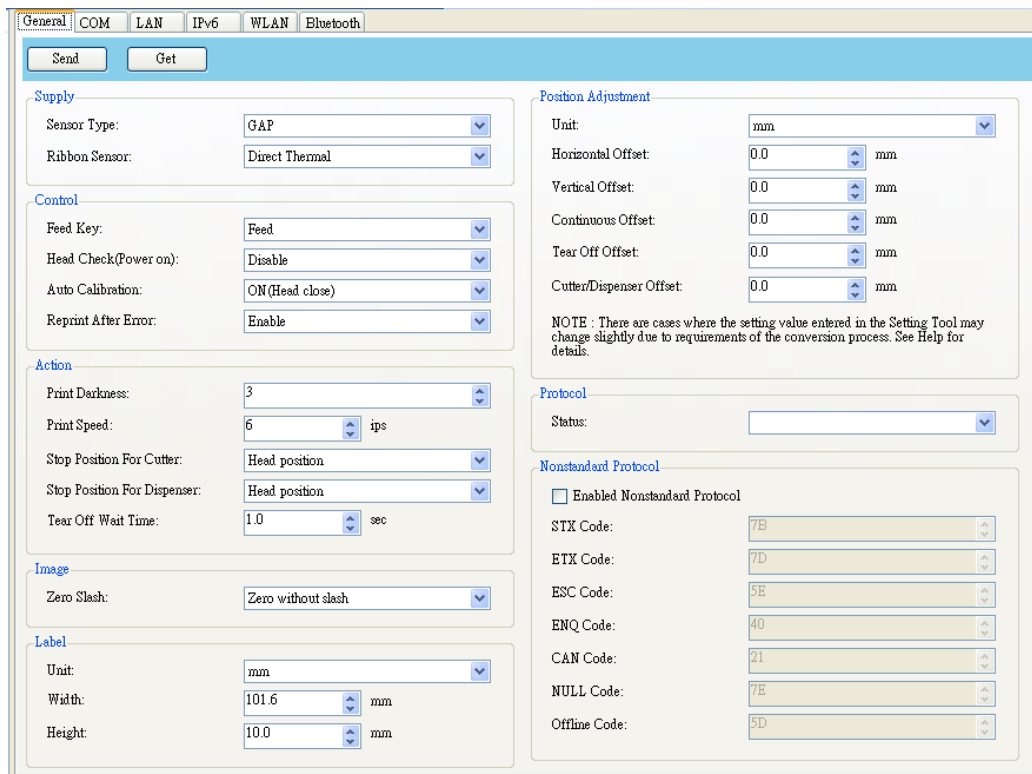 General COM LAN IPv6 WLAN Bluetooth
Send Get
Supply
Sensor Type: GAP
Ribbon Sensor: Direct Thermal
Control
Feed Key: Feed
Head Check(Power on): Disable
Auto Calibration: ON(Head close)
Reprint After Error: Enable
Action
Print Darkness: 3
Print Speed: 6 ips
Stop Position For Cutter: Head position
Stop Position For Dispenser: Head position
Tear Off Wait Time: 1.0 sec
Image
Zero Slash: Zero without slash
Label
Unit: mm
Width: 101.6 mm
Height: 10.0 mm
Position Adjustment
Unit: mm
Horizontal Offset: 0.0 mm
Vertical Offset: 0.0 mm
Continuous Offset: 0.0 mm
Tear Off Offset: 0.0 mm
Cutter/Dispenser Offset: 0.0 mm
NOTE : There are cases where the setting value entered in the Setting Tool may
change slightly due to requirements of the conversion process. See Help for
details.
Protocol
Status:
Nonstandard Protocol
Enabled Nonstandard Protocol
STX Code: 7B
ETX Code: 7D
ESC Code: 5E
ENQ Code: 40
CAN Code: 21
NULL Code: 7E
Offline Code: 5D